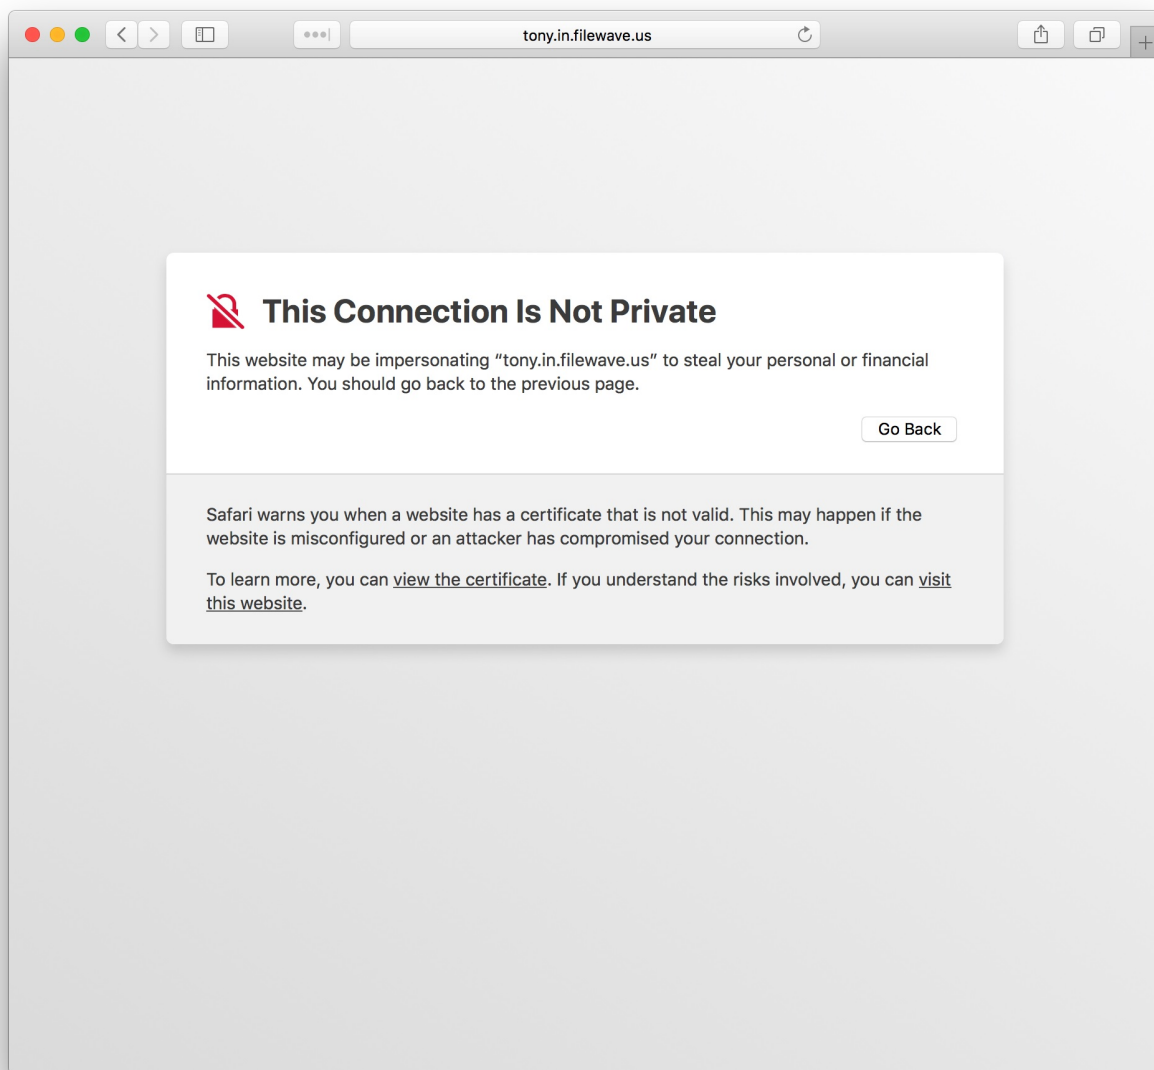 tony.in.filewave.us
This Connection Is Not Private
This website may be impersonating “tony.in.filewave.us” to steal your personal or financial
information. You should go back to the previous page.
Go Back
Safari warns you when a website has a certificate that is not valid. This may happen if the
website is misconfigured or an attacker has compromised your connection.
To learn more, you can view the certificate. If you understand the risks involved, you can visit
this website.